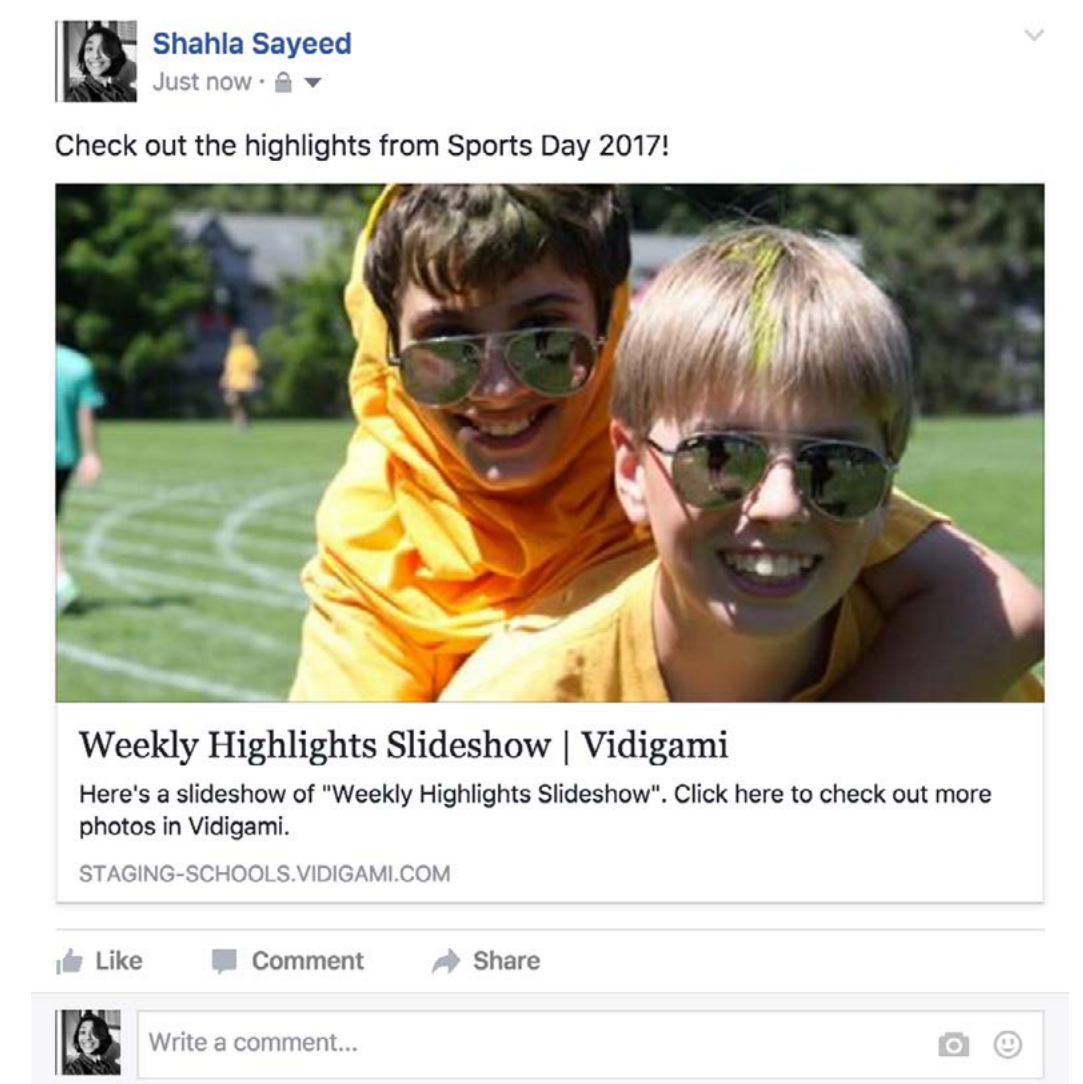 Shahla Sayeed
Just now ·
Check out the highlights from Sports Day 2017!
Weekly Highlights Slideshow | Vidigami
Here's a slideshow of "Weekly Highlights Slideshow". Click here to check out more
photos in Vidigami.
STAGING-SCHOOLS.VIDIGAMI.COM
Like Comment Share
Write a comment...